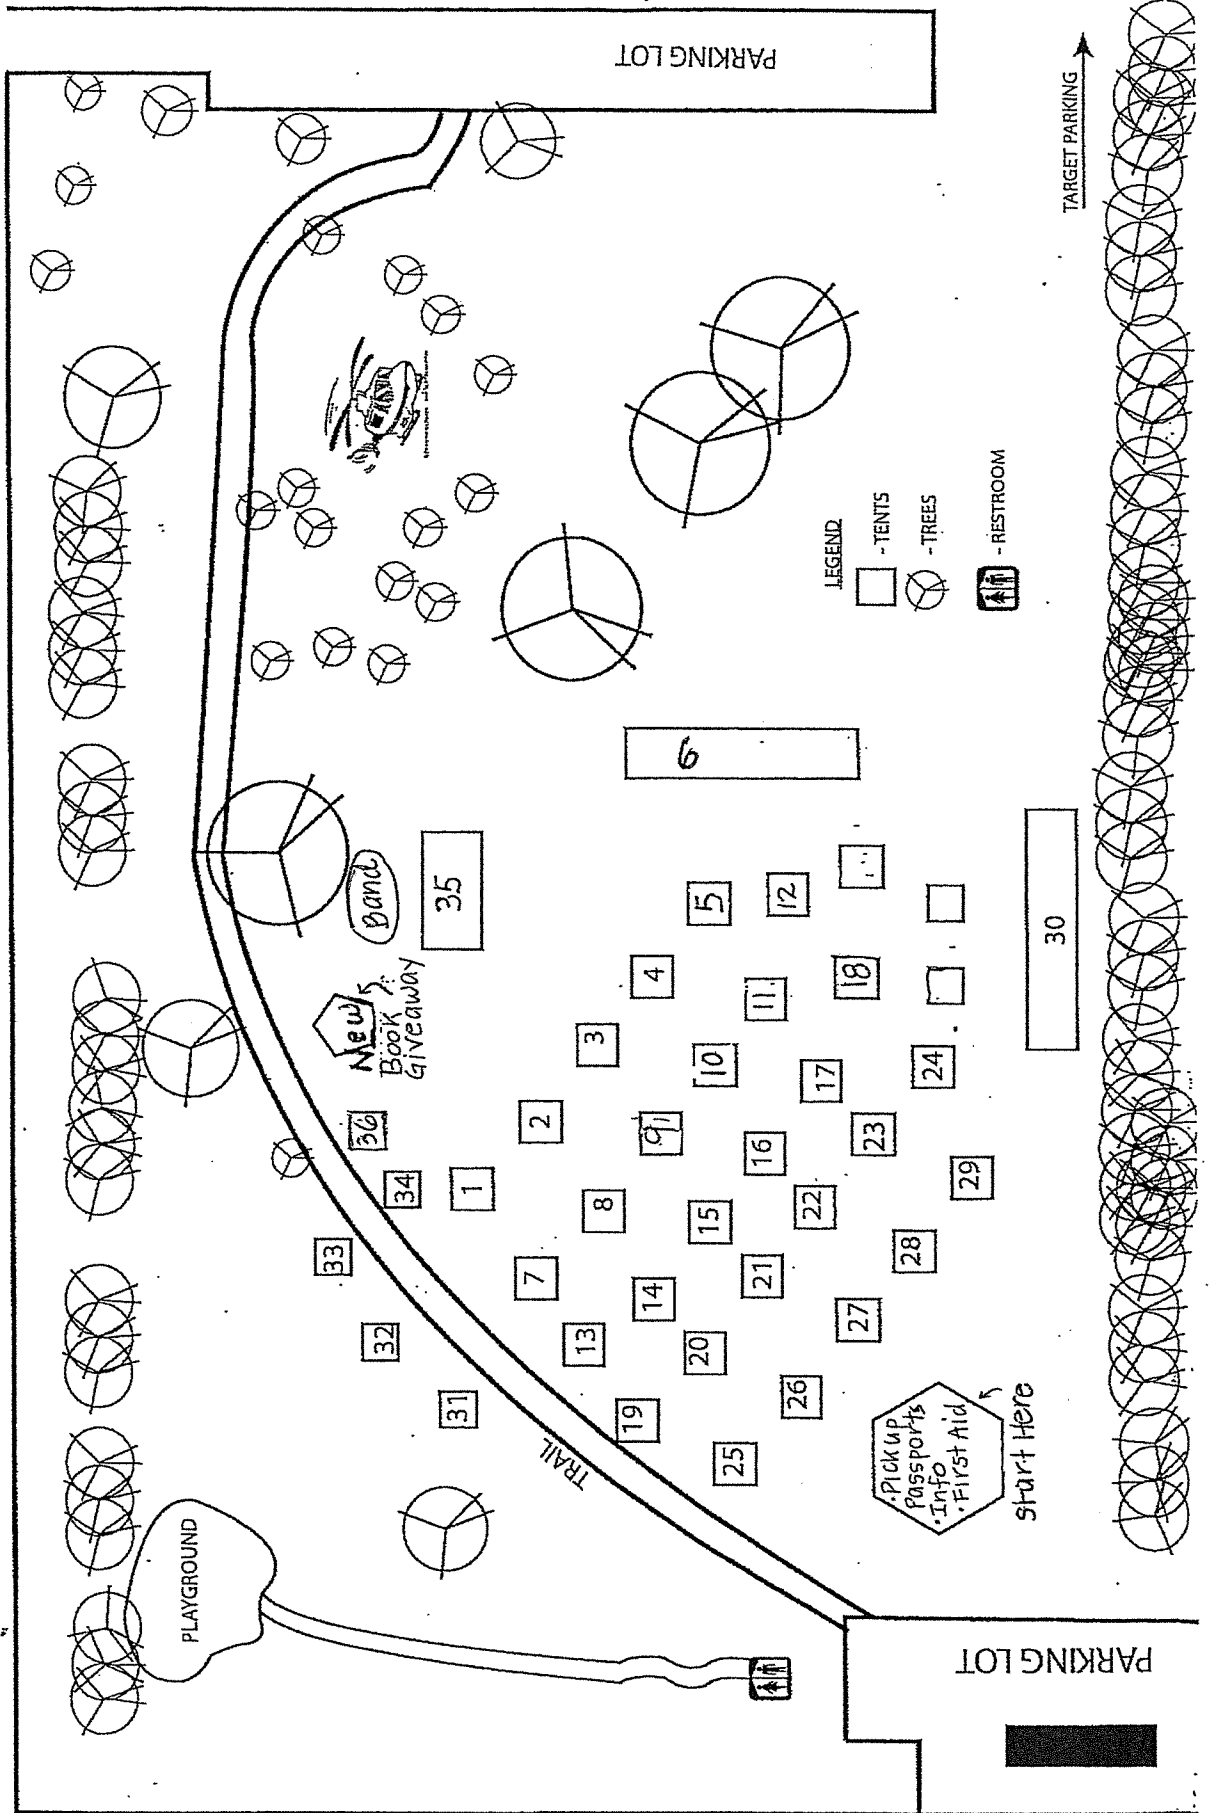 PARKING LOT
TARGET PARKING
LEGEND
- TENTS
- TREES
- RESTROOM
6
Band
35
New
Book
Giveaway
5
12
4
11
18
3
10
17
24
30
36
2
9
16
23
34
1
8
15
22
29
33
7
14
21
28
32
13
20
27
31
19
26
25
TRAIL
PLAYGROUND
• Pick up
Passports
• Info
• First Aid
Start Here
PARKING LOT